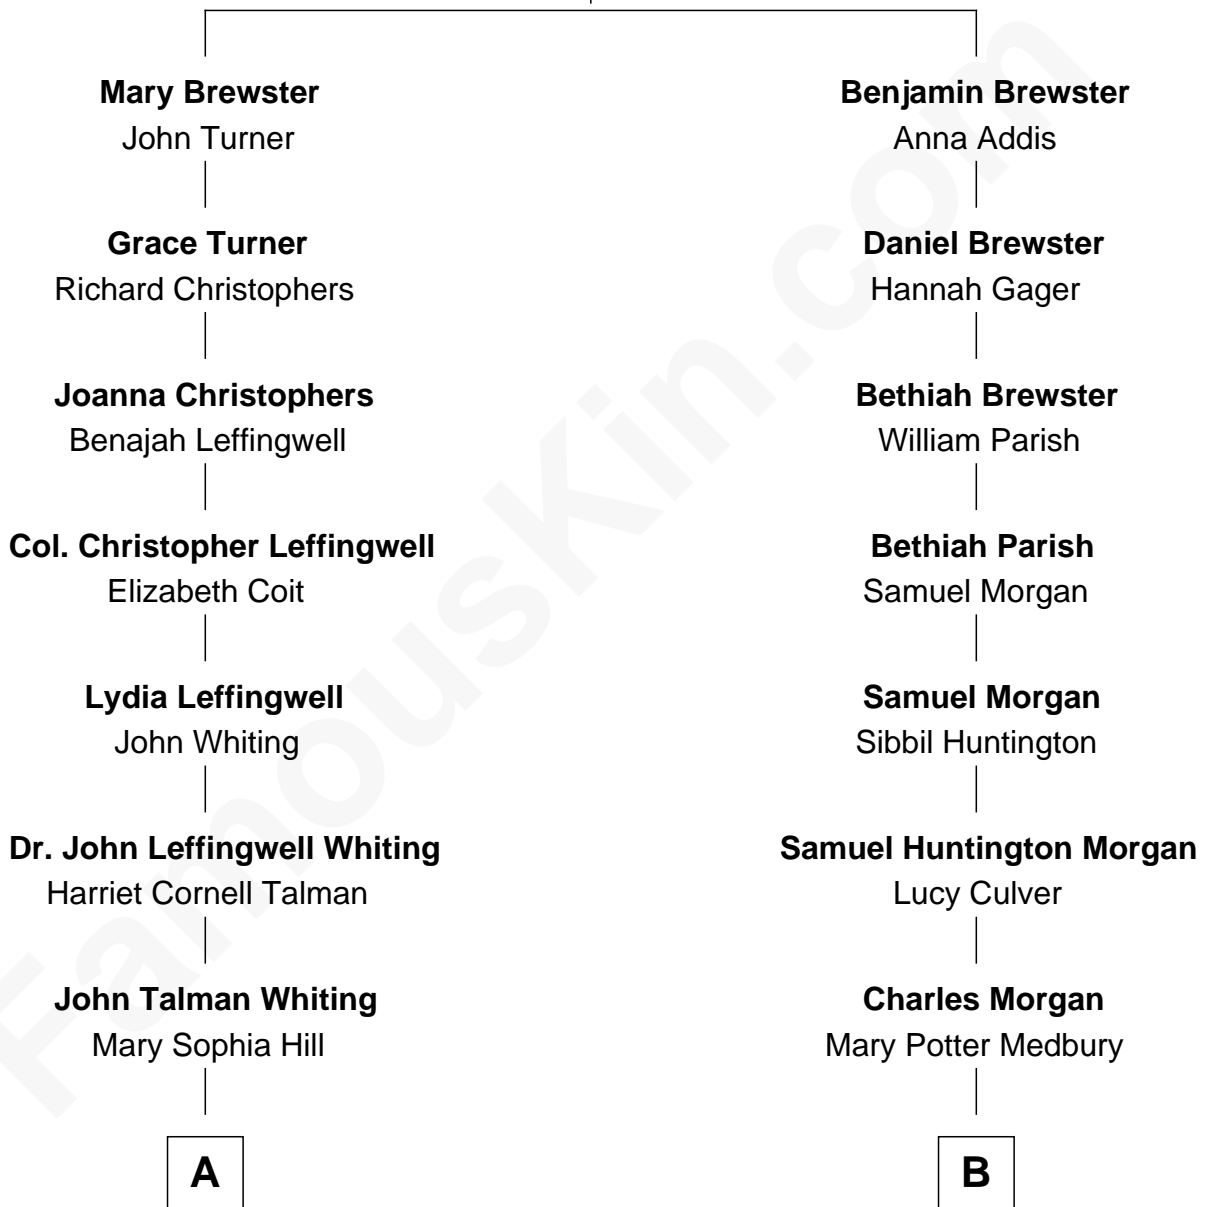 Mary Brewster
John Turner
Grace Turner
Richard Christophers
Joanna Christophers
Benajah Leffingwell
Col. Christopher Leffingwell
Elizabeth Coit
Lydia Leffingwell
John Whiting
Dr. John Leffingwell Whiting
Harriet Cornell Talman
John Talman Whiting
Mary Sophia Hill
A
Benjamin Brewster
Anna Addis
Daniel Brewster
Hannah Gager
Bethiah Brewster
William Parish
Bethiah Parish
Samuel Morgan
Samuel Morgan
Sibbil Huntington
Samuel Huntington Morgan
Lucy Culver
Charles Morgan
Mary Potter Medbury
B
FamousKin.com